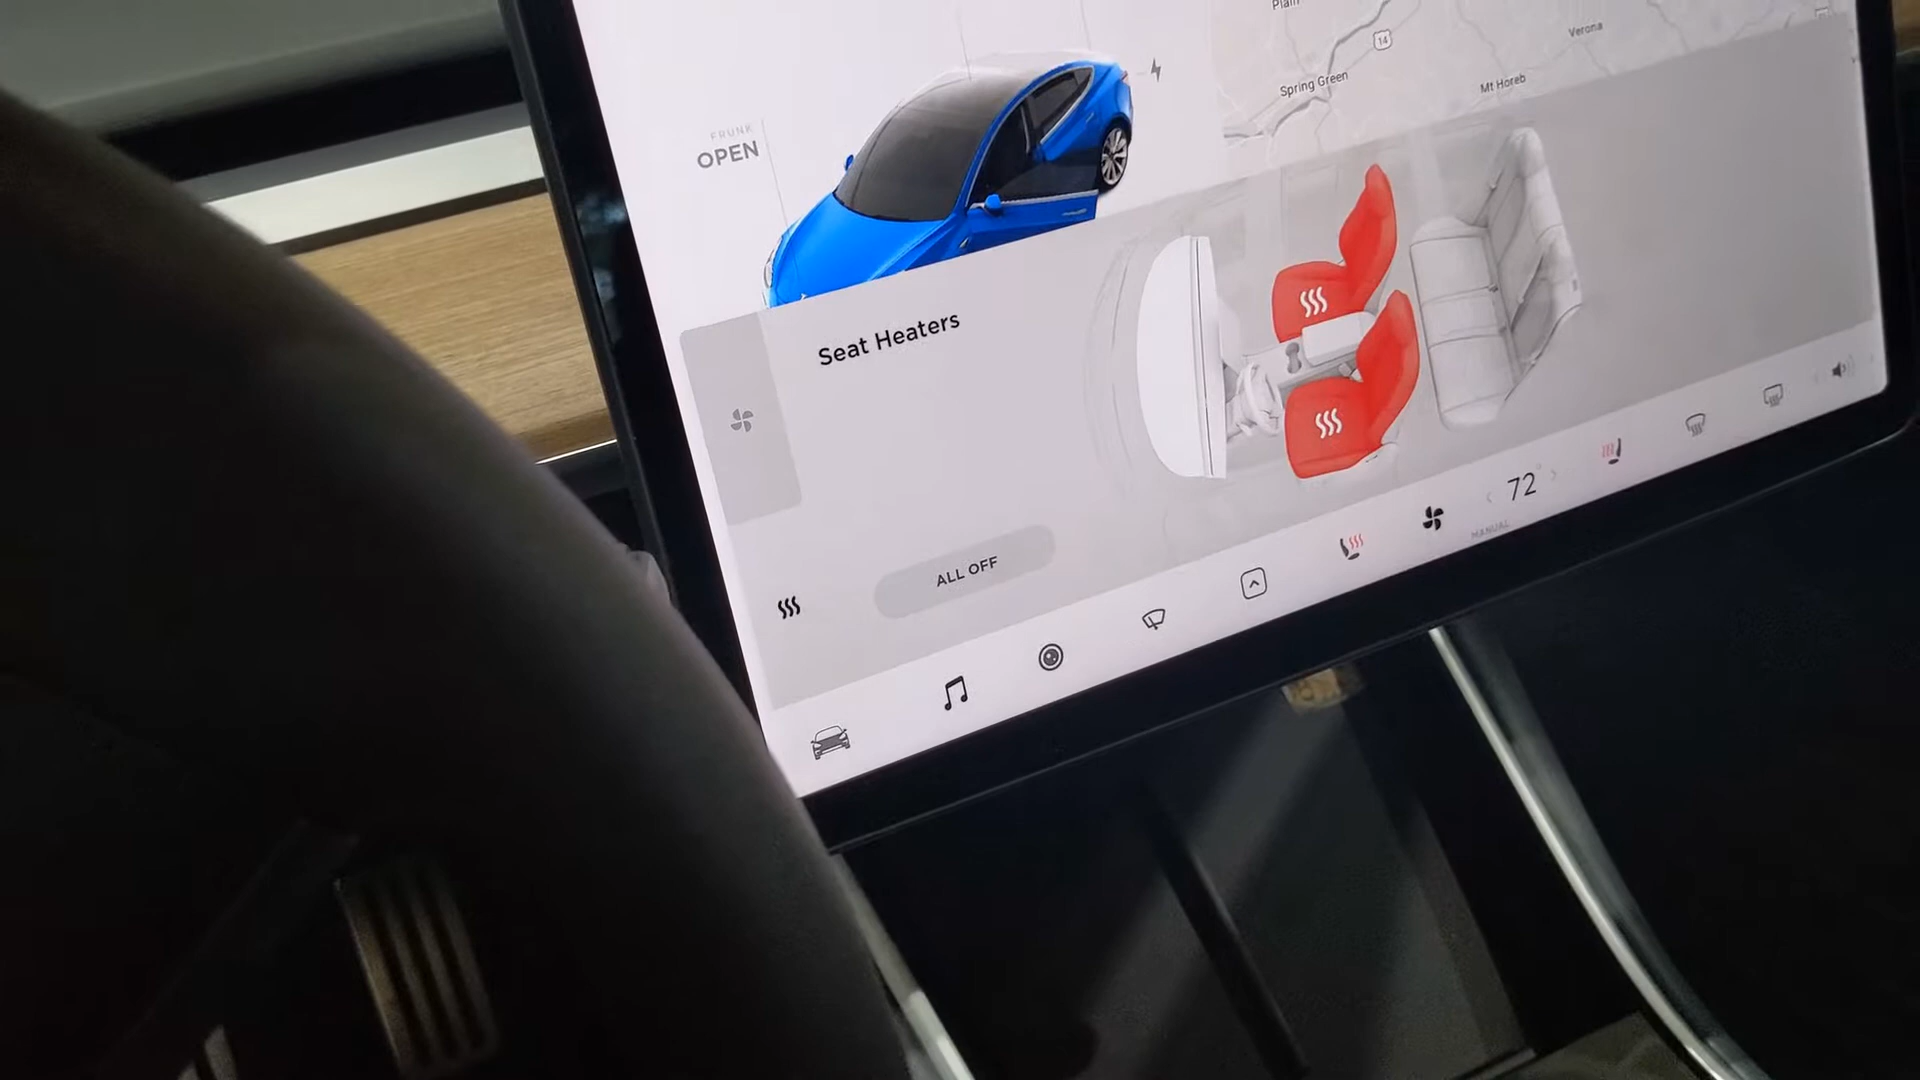 Plain
14
Verona
Spring Green
Mt Horeb
FRUNK
OPEN
Seat Heaters
ALL OFF
72
MANUAL